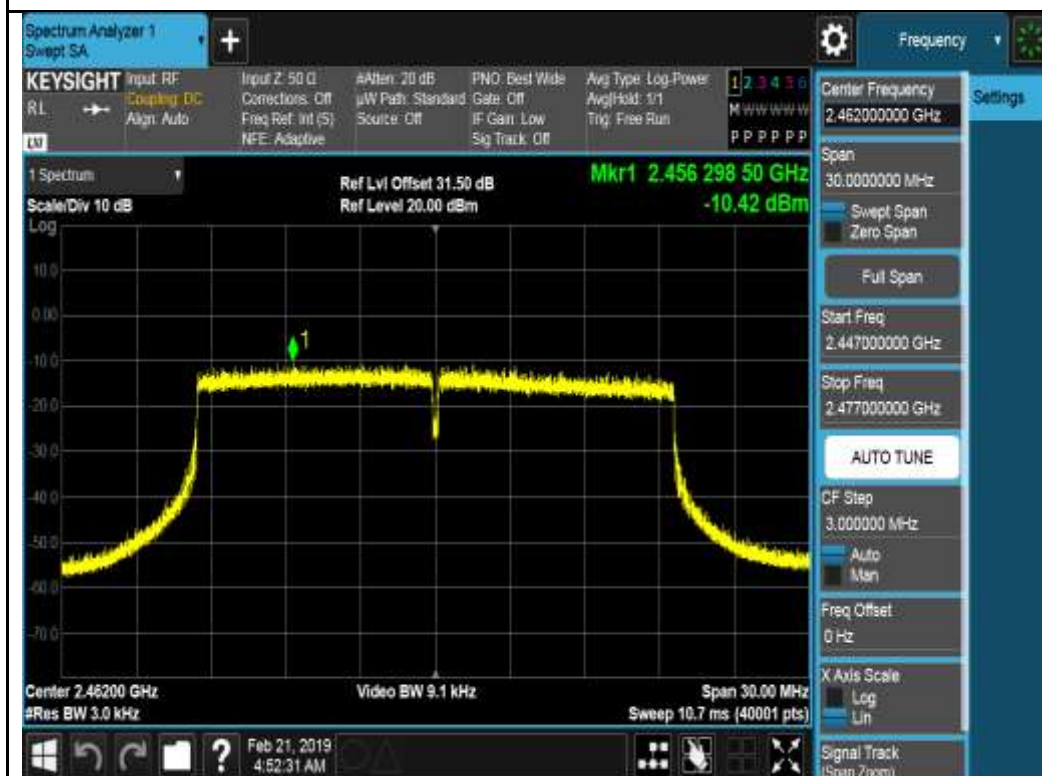 Spectrum Analyzer 1
Swept SA
+
Frequency
KEYSIGHT
RL
Input: RF
Coupling: DC
Align: Auto
Input Z: 50 Ω
Corrections: Off
Freq Ref: Int (S)
NFE: Adaptive
#Atten: 20 dB
µW Path: Standard
Source: Off
PNO: Best Wide
Gate: Off
IF Gain: Low
Sig Track: Off
Avg Type: Log-Power
Avg|Hold: 1/1
Trig: Free Run
1 2 3 4 5 6
M W W W W W
P P P P P P
LXI
1 Spectrum
Scale/Div 10 dB
Log
Ref Lvl Offset 31.50 dB
Ref Level 20.00 dBm
Mkr1 2.456 298 50 GHz
-10.42 dBm
10.0
0.00
-10.0
-20.0
-30.0
-40.0
-50.0
-60.0
-70.0
1
Center 2.46200 GHz
#Res BW 3.0 kHz
Video BW 9.1 kHz
Span 30.00 MHz
Sweep 10.7 ms (40001 pts)
?
Feb 21, 2019
4:52:31 AM
Center Frequency
2.462000000 GHz
Settings
Span
30.0000000 MHz
Swept Span
Zero Span
Full Span
Start Freq
2.447000000 GHz
Stop Freq
2.477000000 GHz
AUTO TUNE
CF Step
3.000000 MHz
Auto
Man
Freq Offset
0 Hz
X Axis Scale
Log
Lin
Signal Track
(Span Zoom)